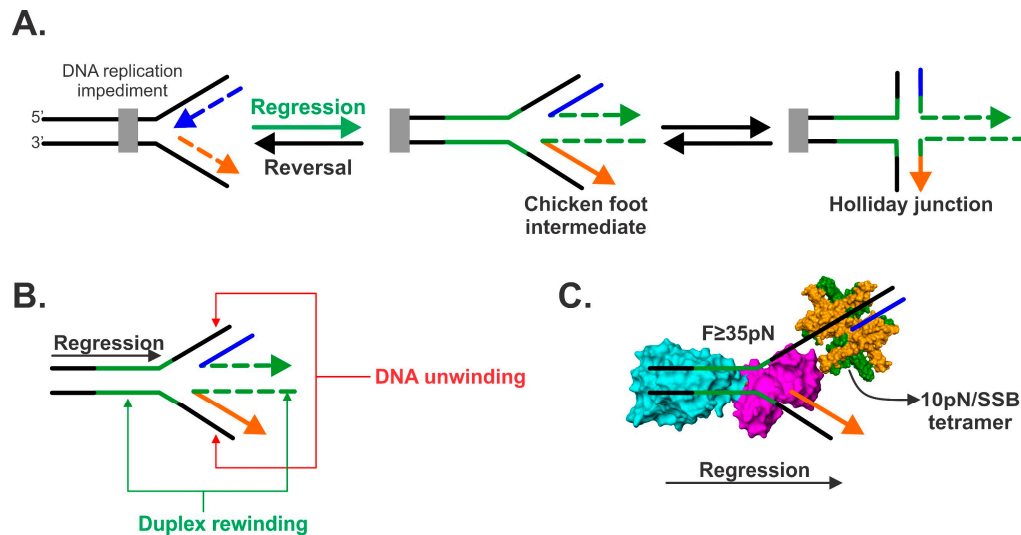 A.
DNA replication
impediment
5'
3'
Regression
Reversal
Chicken foot
intermediate
Holliday junction
B.
Regression
DNA unwinding
Duplex rewinding
C.
F≥35pN
10pN/SSB
tetramer
Regression